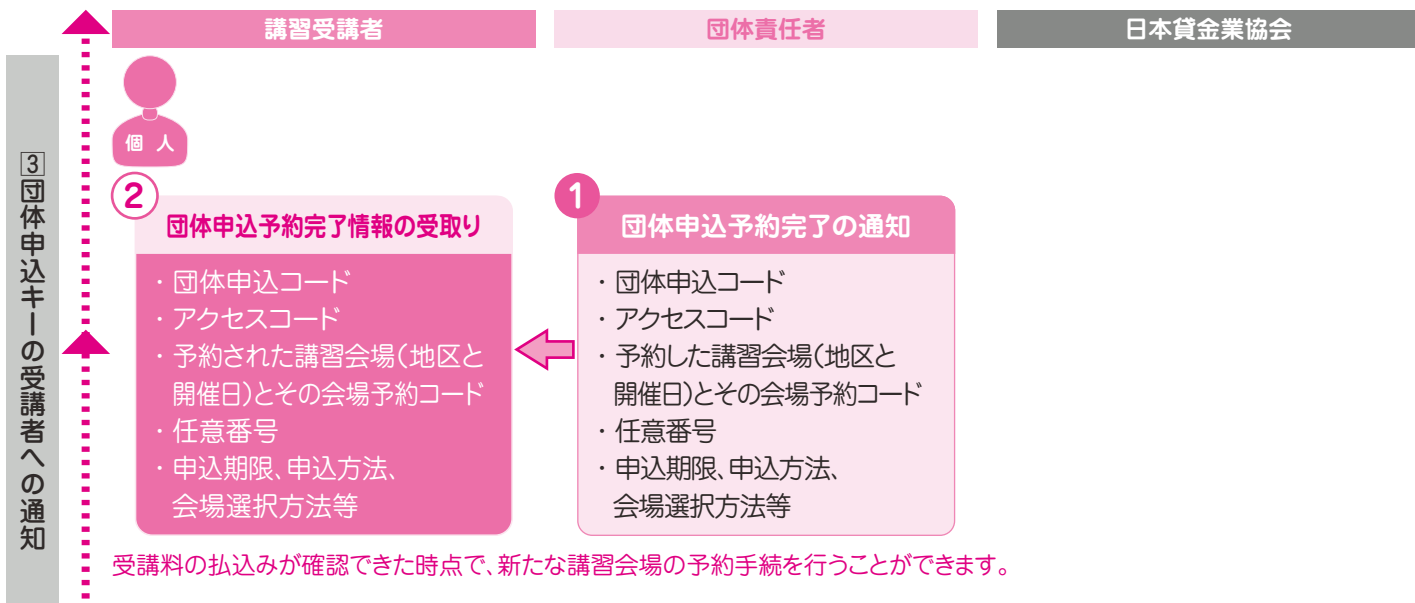 講習受講者
団体責任者
日本貸金業協会
3団体申込キーの受講者への通知
個 人
2
団体申込予約完了情報の受取り
・団体申込コード
・アクセスコード
・予約された講習会場(地区と
開催日)とその会場予約コード
・任意番号
・申込期限、申込方法、
会場選択方法等
1
団体申込予約完了の通知
・団体申込コード
・アクセスコード
・予約した講習会場(地区と
開催日)とその会場予約コード
・任意番号
・申込期限、申込方法、
会場選択方法等
受講料の払込みが確認できた時点で、新たな講習会場の予約手続を行うことができます。